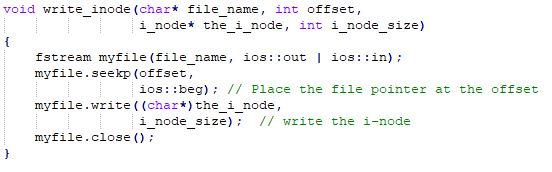 void write_inode(char* file_name, int offset,
                 i_node* the_i_node, int i_node_size)
{
    fstream myfile(file_name, ios::out | ios::in);
    myfile.seekp(offset,
                 ios::beg); // Place the file pointer at the offset
    myfile.write((char*)the_i_node,
                 i_node_size);  // write the i-node
    myfile.close();
}